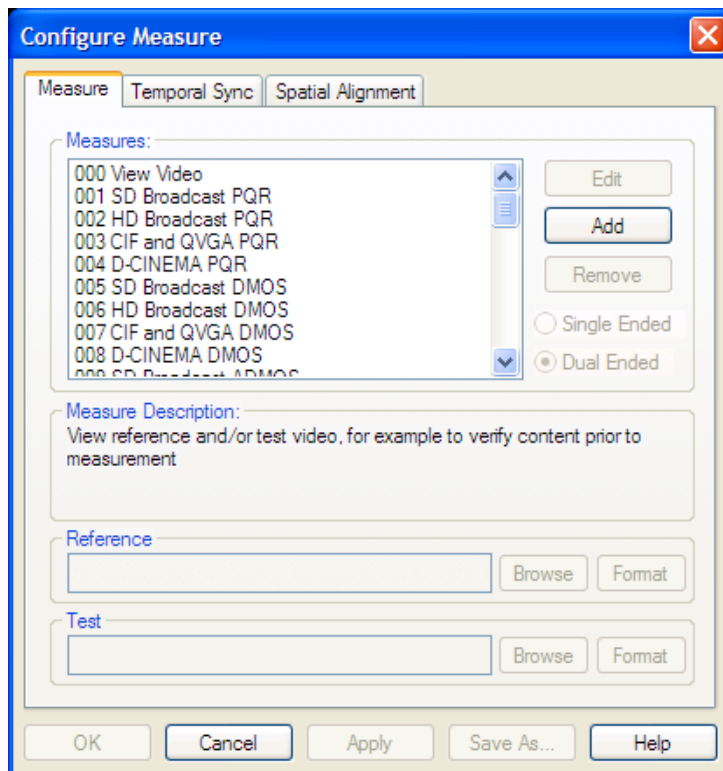 Configure Measure
Measure
Temporal Sync
Spatial Alignment
Measures:
000 View Video
001 SD Broadcast PQR
002 HD Broadcast PQR
003 CIF and QVGA PQR
004 D-CINEMA PQR
005 SD Broadcast DMOS
006 HD Broadcast DMOS
007 CIF and QVGA DMOS
008 D-CINEMA DMOS
009 SD Broadcast ADMOS
Edit
Add
Remove
Single Ended
Dual Ended
Measure Description:
View reference and/or test video, for example to verify content prior to
measurement
Reference
Browse
Format
Test
Browse
Format
OK
Cancel
Apply
Save As...
Help